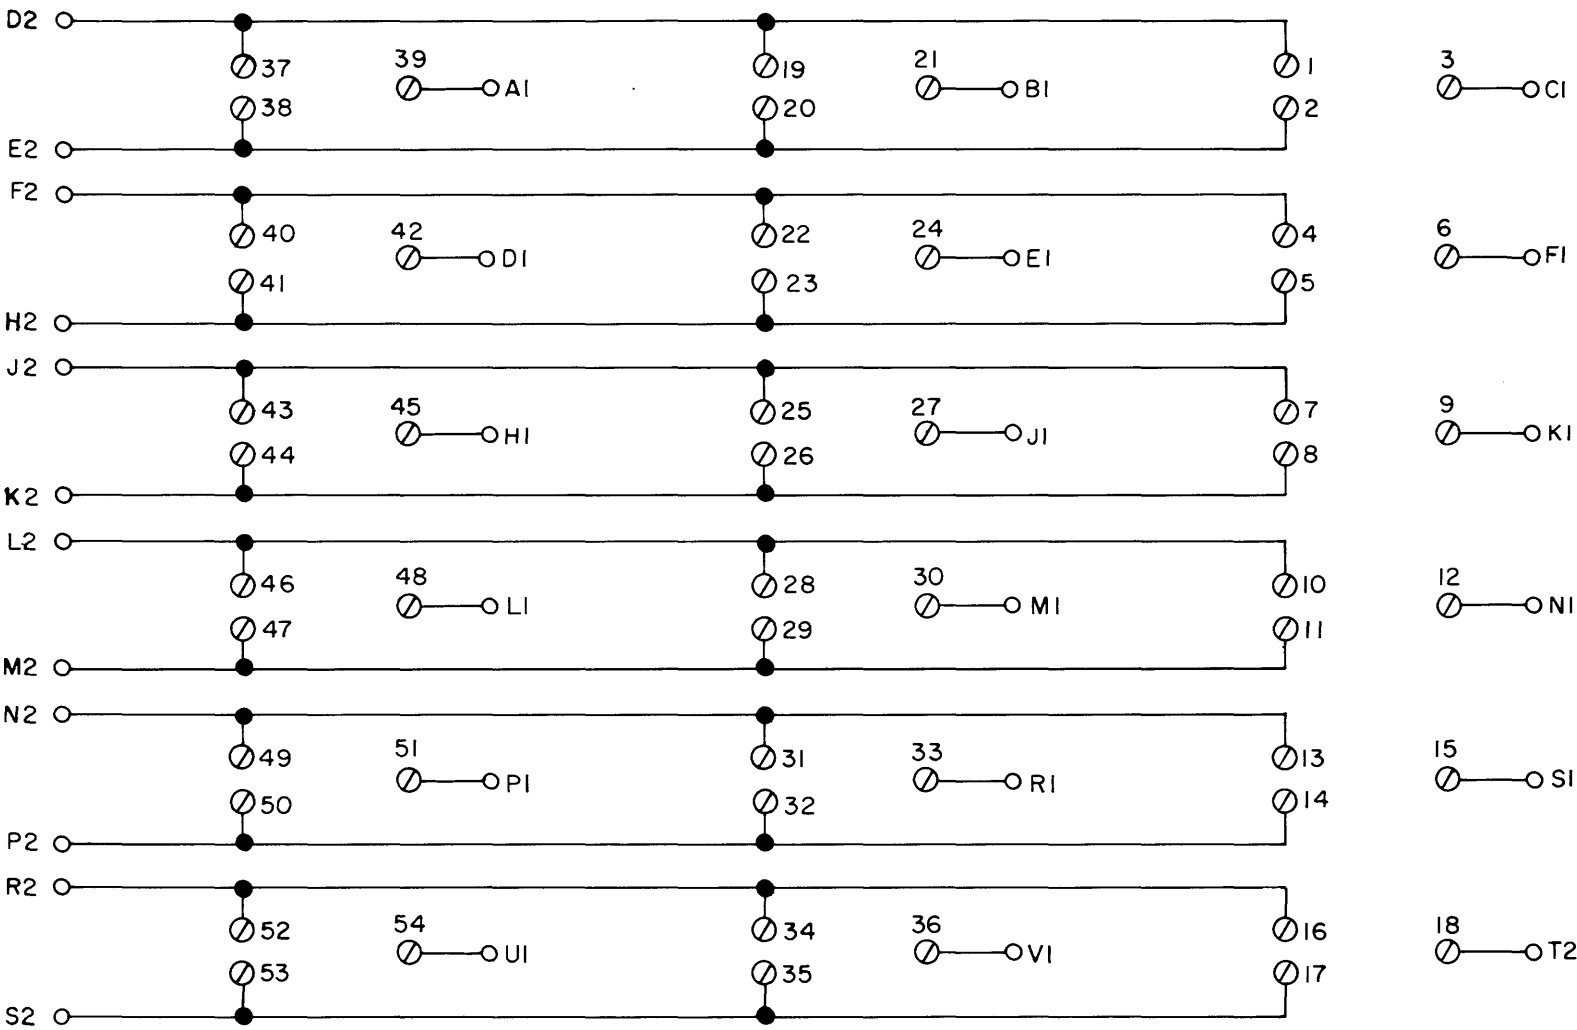 D2
37 39 A1 19 21 B1 1 3 C1
38 20 2
E2
F2
40 42 D1 22 24 E1 4 6 F1
41 23 5
H2
J2
43 45 H1 25 27 J1 7 9 K1
44 26 8
K2
L2
46 48 L1 28 30 M1 10 12 N1
47 29 11
M2
N2
49 51 P1 31 33 R1 13 15 S1
50 32 14
P2
R2
52 54 U1 34 36 V1 16 18 T2
53 35 17
S2